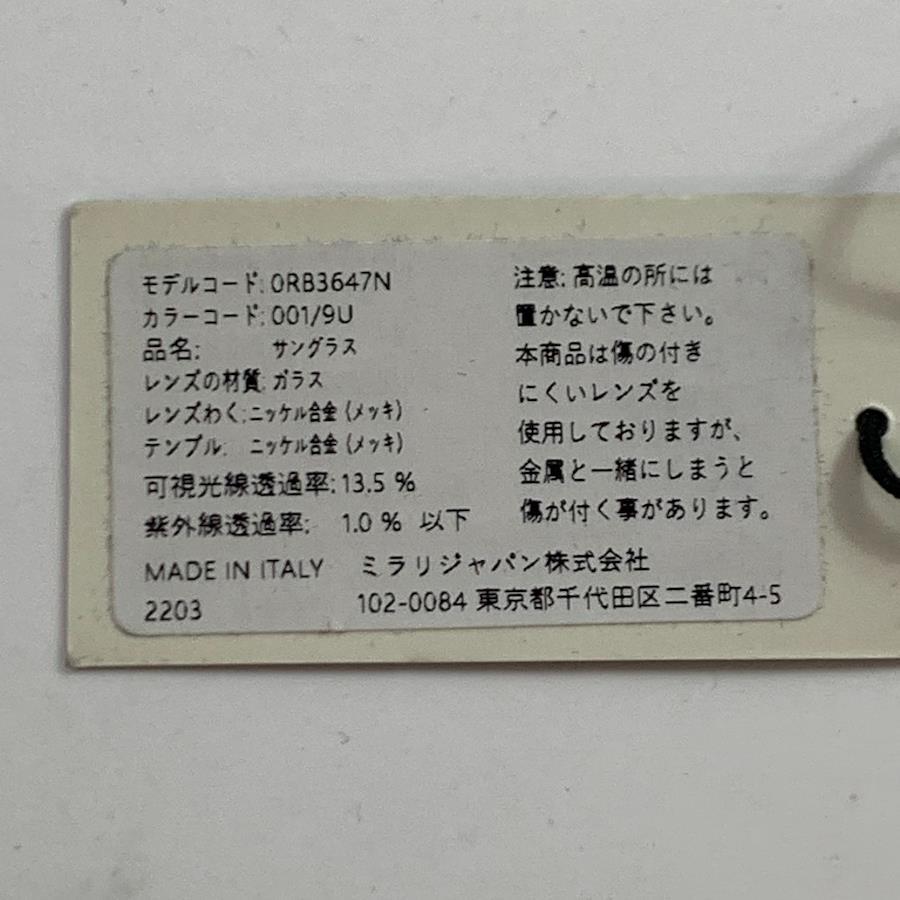 モデルコード: 0RB3647N
カラーコード: 001/9U
品名: サングラス
レンズの材質: ガラス
レンズわく: ニッケル合金 (メッキ)
テンプル: ニッケル合金 (メッキ)
可視光線透過率: 13.5 %
紫外線透過率: 1.0 % 以下
MADE IN ITALY
2203
注意: 高温の所には
置かないで下さい。
本商品は傷の付き
にくいレンズを
使用しておりますが、
金属と一緒にしまうと
傷が付く事があります。
ミラリジャパン株式会社
102-0084 東京都千代田区二番町4-5